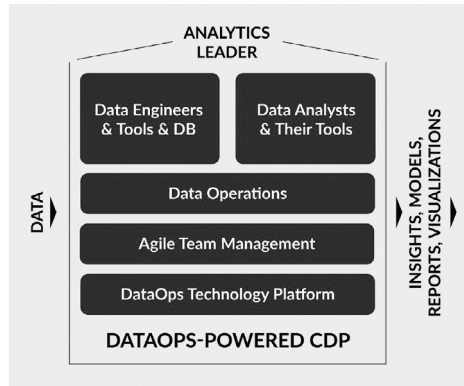 ANALYTICS
LEADER
Data Engineers
& Tools & DB
Data Analysts
& Their Tools
Data Operations
Agile Team Management
DataOps Technology Platform
DATAOPS-POWERED CDP
DATA
INSIGHTS, MODELS,
REPORTS, VISUALIZATIONS